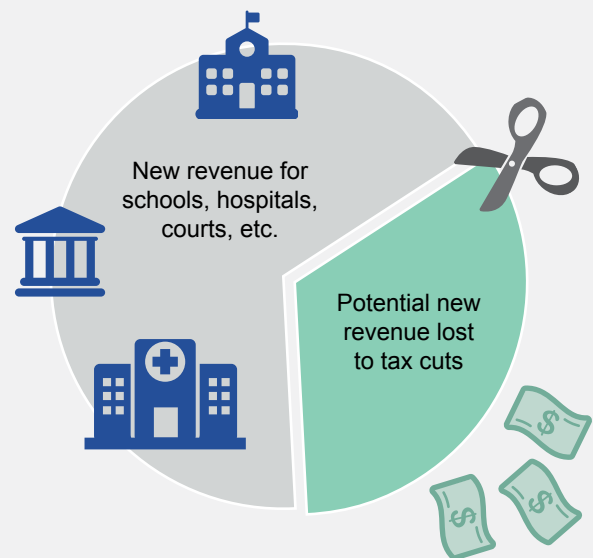 New revenue for
schools, hospitals,
courts, etc.
Potential new
revenue lost
to tax cuts
$
$
$